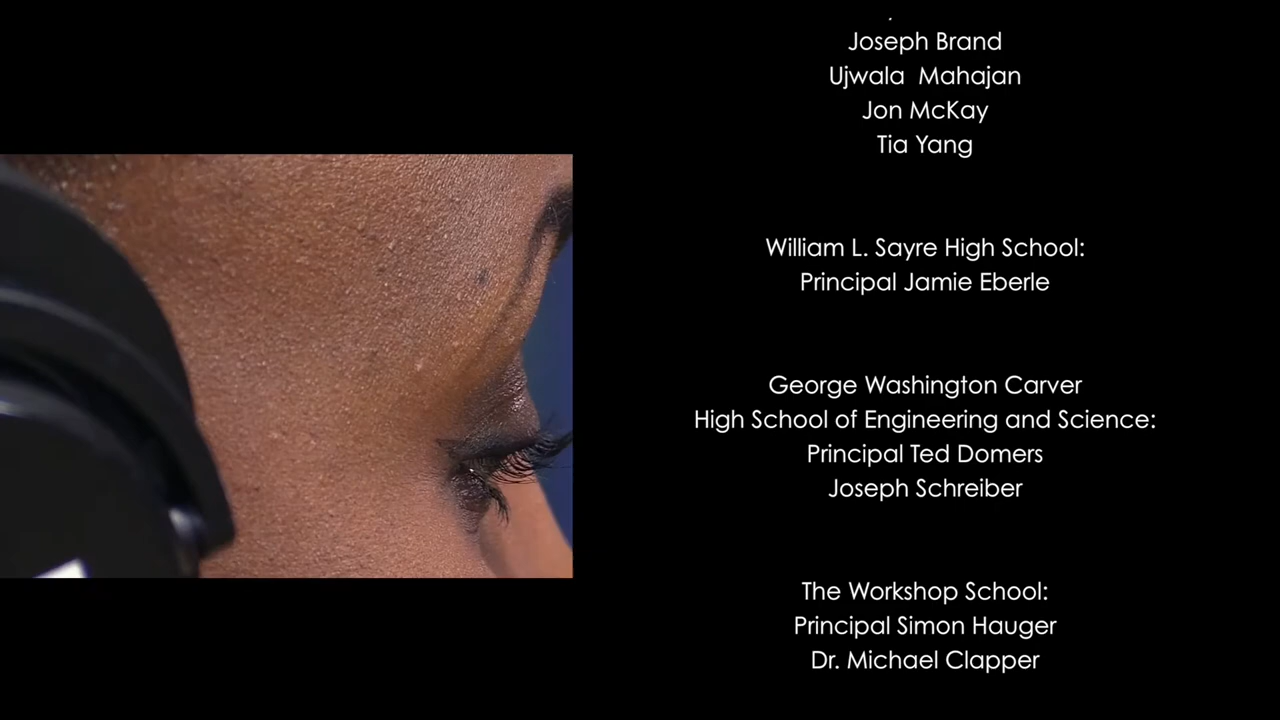 Joseph Brand
Ujwala  Mahajan
Jon McKay
Tia Yang
William L. Sayre High School:
Principal Jamie Eberle
George Washington Carver
High School of Engineering and Science:
Principal Ted Domers
Joseph Schreiber
The Workshop School:
Principal Simon Hauger
Dr. Michael Clapper